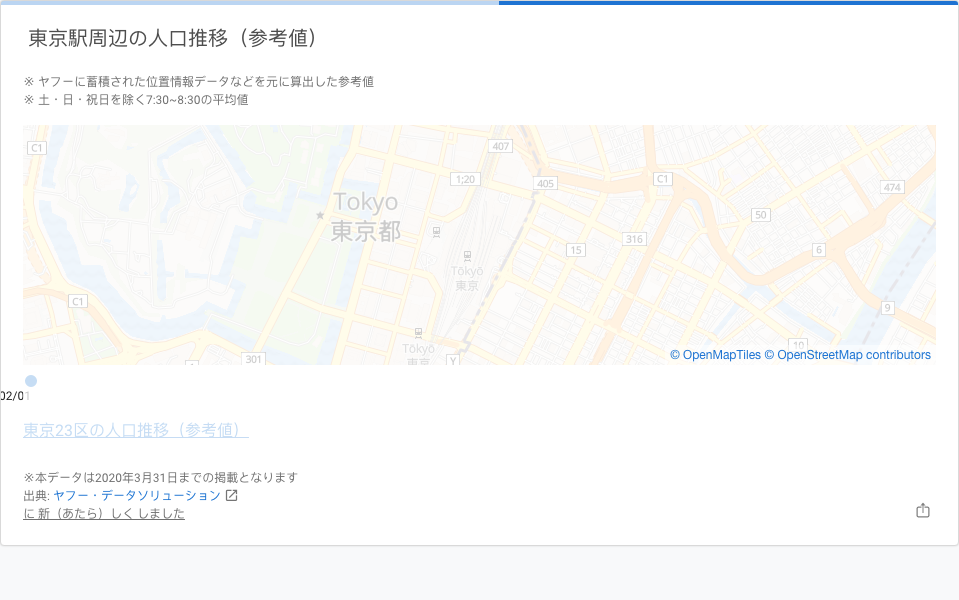 東京駅周辺の人口推移（参考値）
※ ヤフーに蓄積された位置情報データなどを元に算出した参考値
※ 土・日・祝日を除く7:30~8:30の平均値
407
C1
1;20
405
C1
474
Tokyo
東京都
50
316
15
6
Tōkyō
東京
C1
9
Tōkyō
東京
10
301
Y
© OpenMapTiles © OpenStreetMap contributors
02/01
東京23区の人口推移（参考値）
※本データは2020年3月31日までの掲載となります
出典: ヤフー・データソリューション
に 新（あたら）しく しました